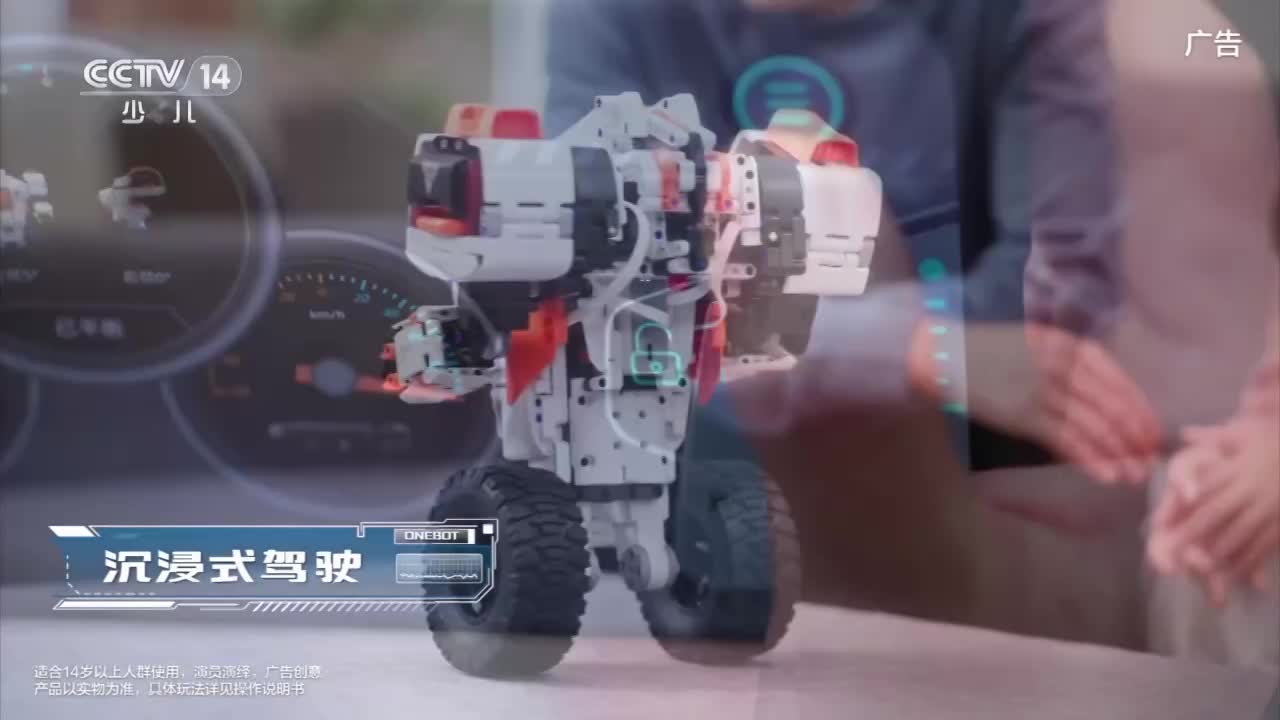 广告
CCTV 14
少儿
km/h
ONEBOT
沉浸式驾驶
适合14岁以上人群使用，演员演绎，广告创意
产品以实物为准，具体玩法详见操作说明书